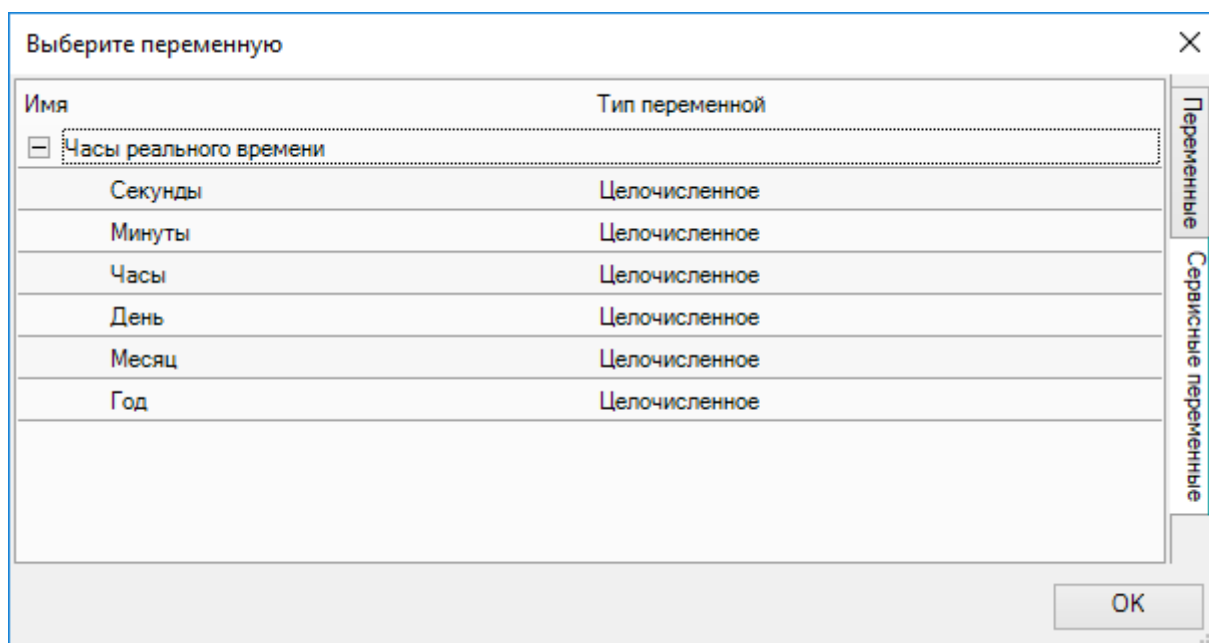 Выберите переменную
Имя Тип переменной
Часы реального времени
Секунды Целочисленное
Минуты Целочисленное
Часы Целочисленное
День Целочисленное
Месяц Целочисленное
Год Целочисленное
Переменные
Сервисные переменные
OK